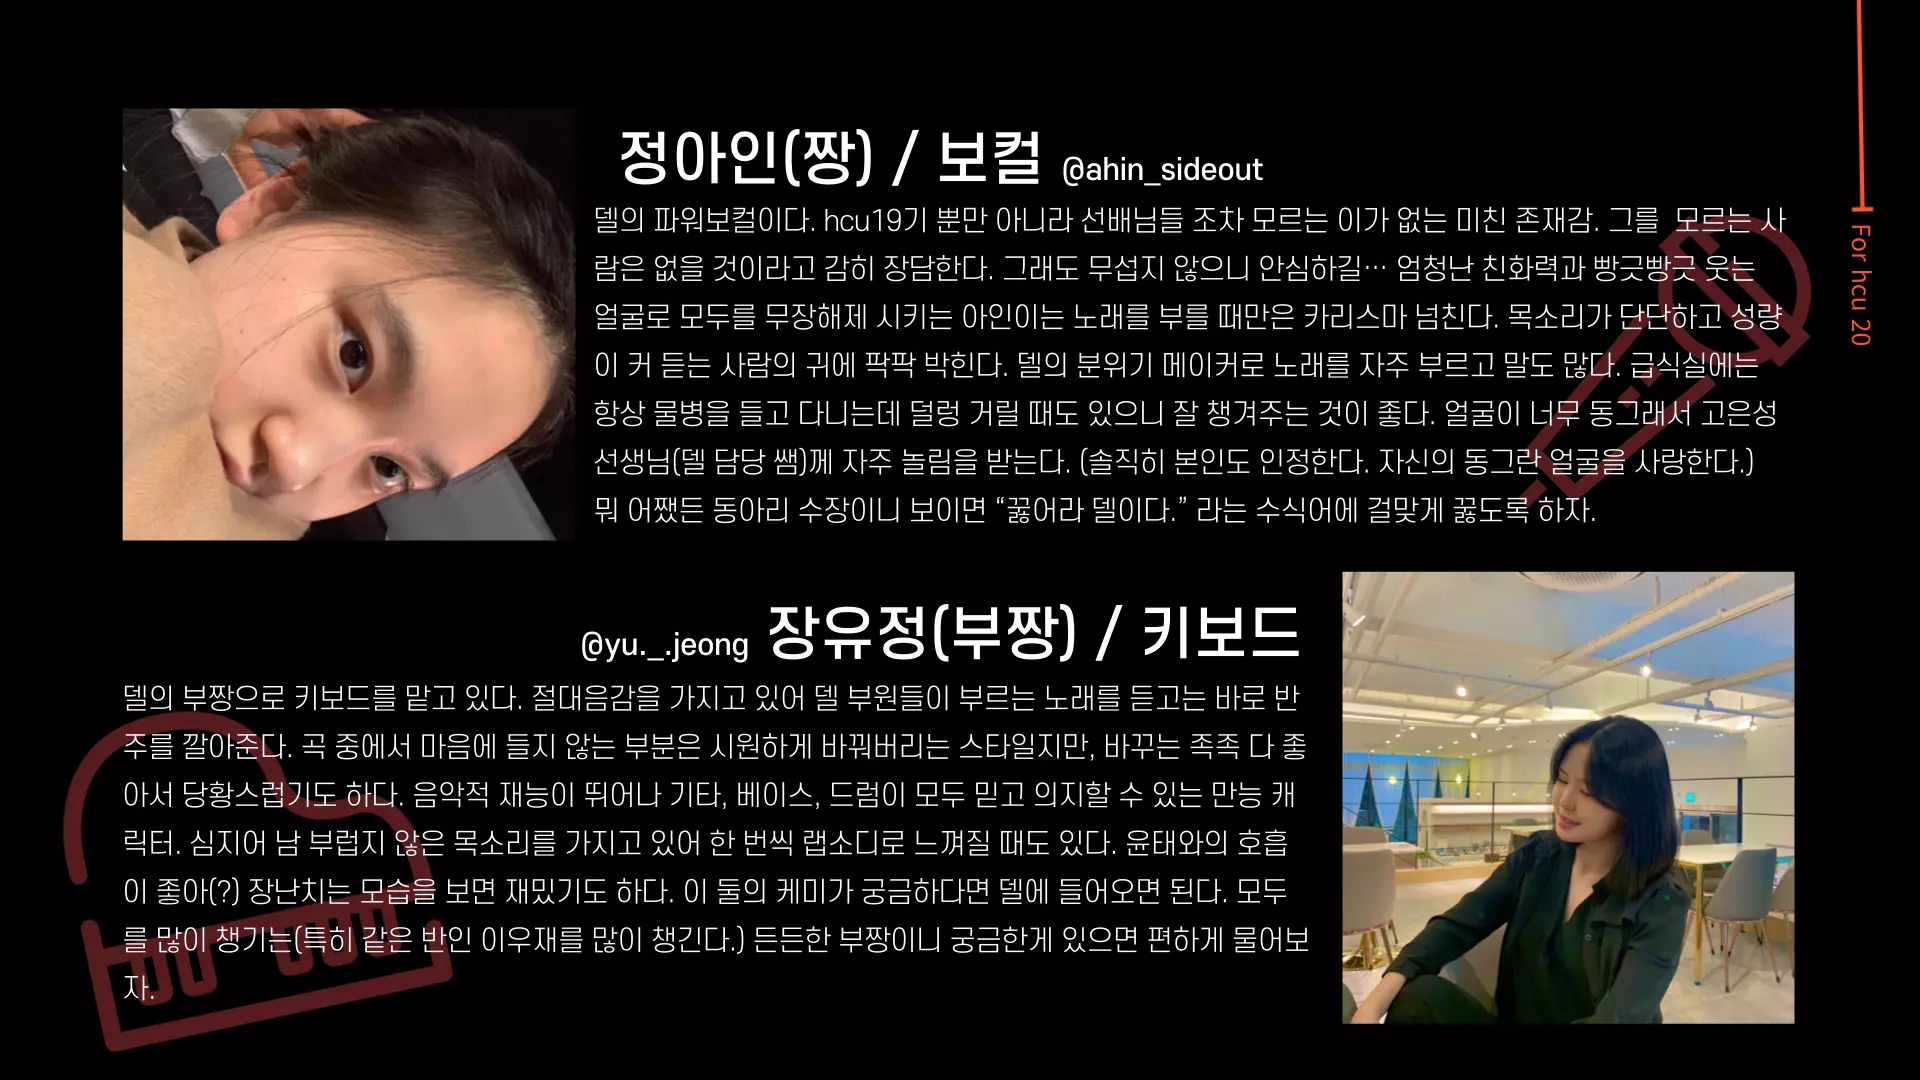 정아인(짱) / 보컬 @ahin_sideout
델의 파워보컬이다. hcu19기 뿐만 아니라 선배님들 조차 모르는 이가 없는 미친 존재감. 그를 모르는 사
람은 없을 것이라고 감히 장담한다. 그래도 무섭지 않으니 안심하길… 엄청난 친화력과 빵긋빵긋 웃는
얼굴로 모두를 무장해제 시키는 아인이는 노래를 부를 때만은 카리스마 넘친다. 목소리가 단단하고 성량
이 커 듣는 사람의 귀에 팍팍 박힌다. 델의 분위기 메이커로 노래를 자주 부르고 말도 많다. 급식실에는
항상 물병을 들고 다니는데 덜렁 거릴 때도 있으니 잘 챙겨주는 것이 좋다. 얼굴이 너무 동그래서 고은성
선생님(델 담당 쌤)께 자주 놀림을 받는다. (솔직히 본인도 인정한다. 자신의 동그란 얼굴을 사랑한다.)
뭐 어쨌든 동아리 수장이니 보이면 “꿇어라 델이다.” 라는 수식어에 걸맞게 꿇도록 하자.
@yu._.jeong 장유정(부짱) / 키보드
델의 부짱으로 키보드를 맡고 있다. 절대음감을 가지고 있어 델 부원들이 부르는 노래를 듣고는 바로 반
주를 깔아준다. 곡 중에서 마음에 들지 않는 부분은 시원하게 바꿔버리는 스타일지만, 바꾸는 족족 다 좋
아서 당황스럽기도 하다. 음악적 재능이 뛰어나 기타, 베이스, 드럼이 모두 믿고 의지할 수 있는 만능 캐
릭터. 심지어 남 부럽지 않은 목소리를 가지고 있어 한 번씩 랩소디로 느껴질 때도 있다. 윤태와의 호흡
이 좋아(?) 장난치는 모습을 보면 재밌기도 하다. 이 둘의 케미가 궁금하다면 델에 들어오면 된다. 모두
를 많이 챙기는(특히 같은 반인 이우재를 많이 챙긴다.) 든든한 부짱이니 궁금한게 있으면 편하게 물어보
자.
For hcu 20